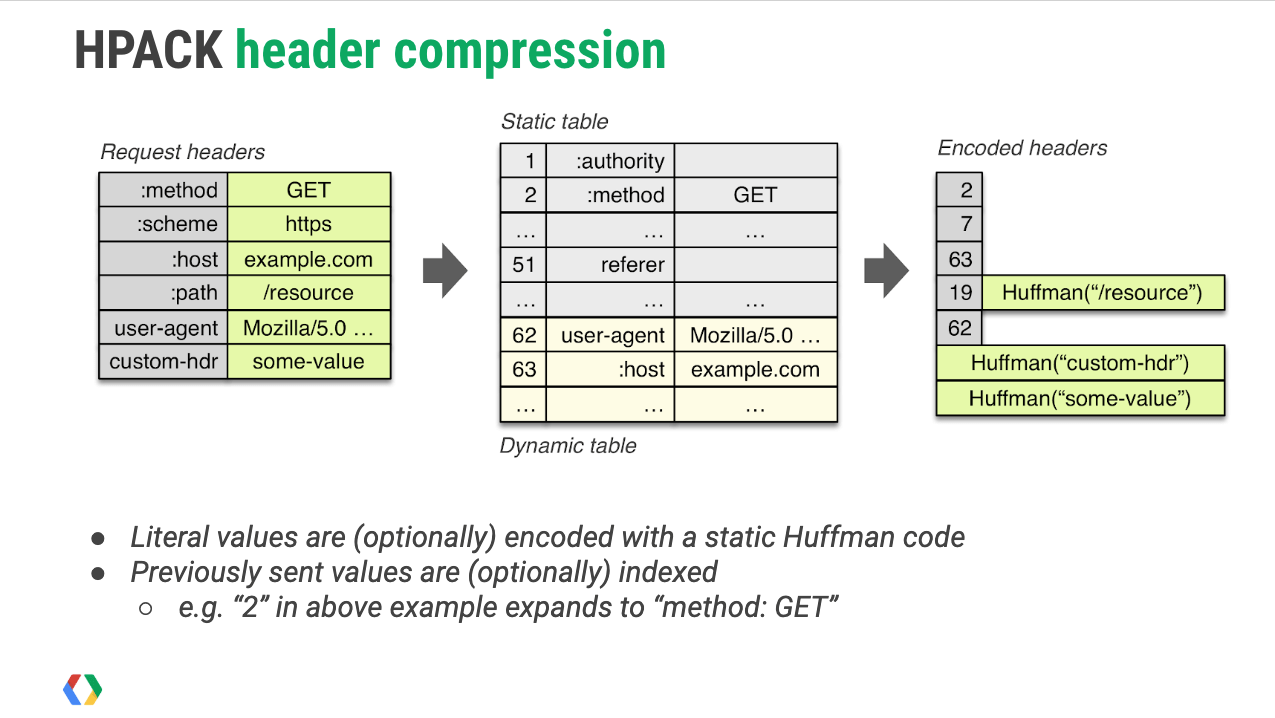 HPACK header compression
Request headers
:method GET
:scheme https
:host example.com
:path /resource
user-agent Mozilla/5.0 ...
custom-hdr some-value
Static table
1 :authority
2 :method GET
... ... ...
51 referer
... ... ...
62 user-agent Mozilla/5.0 ...
63 :host example.com
... ... ...
Dynamic table
Encoded headers
2
7
63
19 Huffman(“/resource”)
62
Huffman(“custom-hdr”)
Huffman(“some-value”)
● Literal values are (optionally) encoded with a static Huffman code
● Previously sent values are (optionally) indexed
○ e.g. “2” in above example expands to “method: GET”